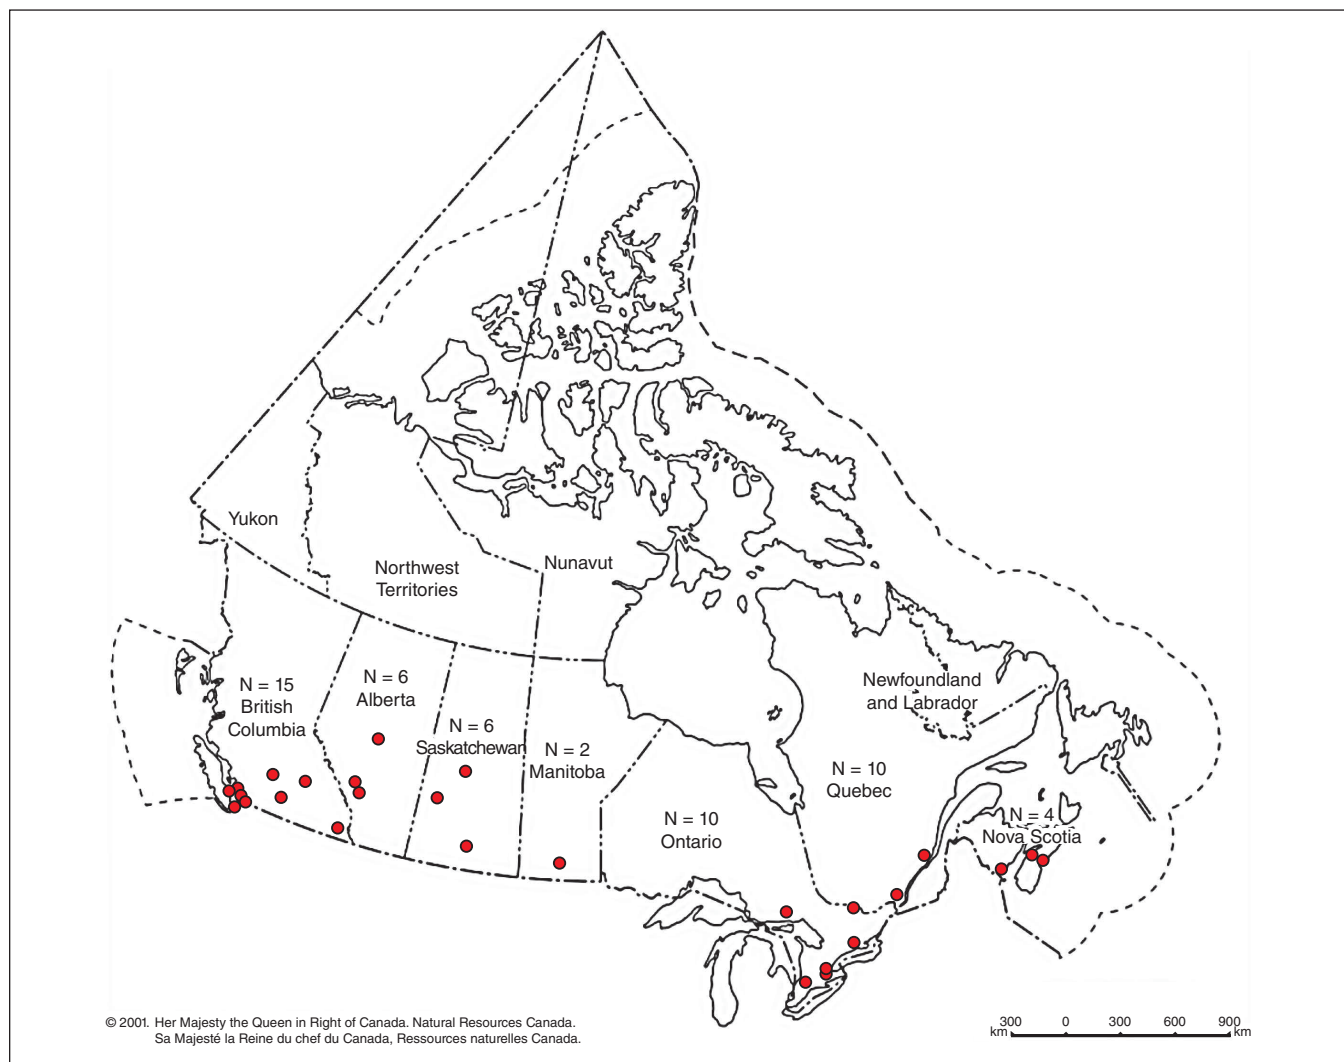 Yukon
Northwest
Territories
Nunavut
N = 15
British
Columbia
N = 6
Alberta
N = 6
Saskatchewan
N = 2
Manitoba
N = 10
Ontario
N = 10
Quebec
Newfoundland
and Labrador
N = 4
Nova Scotia
© 2001. Her Majesty the Queen in Right of Canada. Natural Resources Canada.
Sa Majesté la Reine du chef du Canada, Ressources naturelles Canada.
300 0 300 600 900
km km